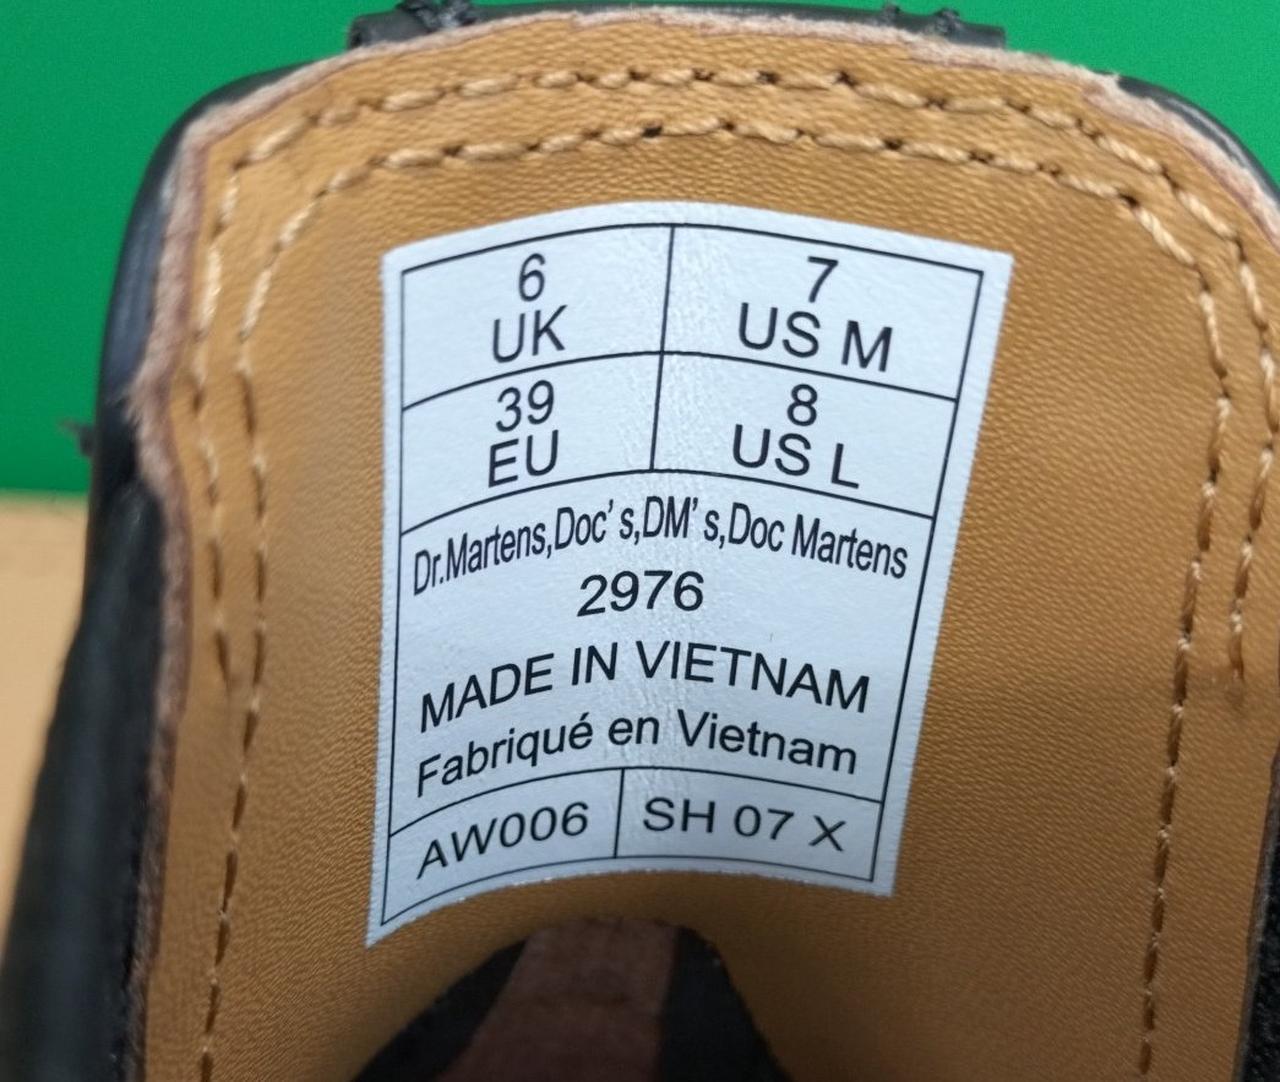 6
UK
7
US M
39
EU
8
US L
Dr.Martens,Doc's,DM's,Doc Martens
2976
MADE IN VIETNAM
Fabriqué en Vietnam
AW006
SH 07 X